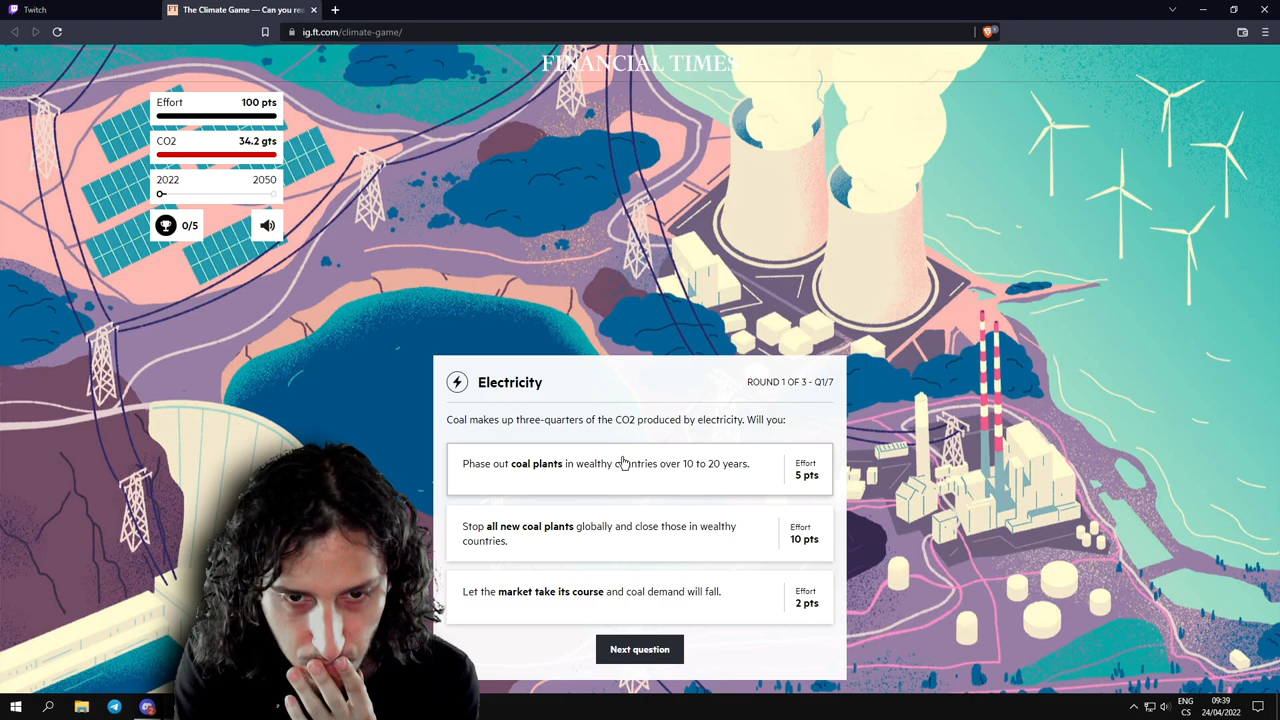 Twitch
The Climate Game — Can you rea
ig.ft.com/climate-game/
FINANCIAL TIMES
Effort 100 pts
CO2 34.2 gts
2022 2050
0/5
Electricity
ROUND 1 OF 3 - Q1/7
Coal makes up three-quarters of the CO2 produced by electricity. Will you:
Phase out coal plants in wealthy countries over 10 to 20 years.
Effort
5 pts
Stop all new coal plants globally and close those in wealthy
countries.
Effort
10 pts
Let the market take its course and coal demand will fall.
Effort
2 pts
Next question
ENG
CS
09:39
24/04/2022